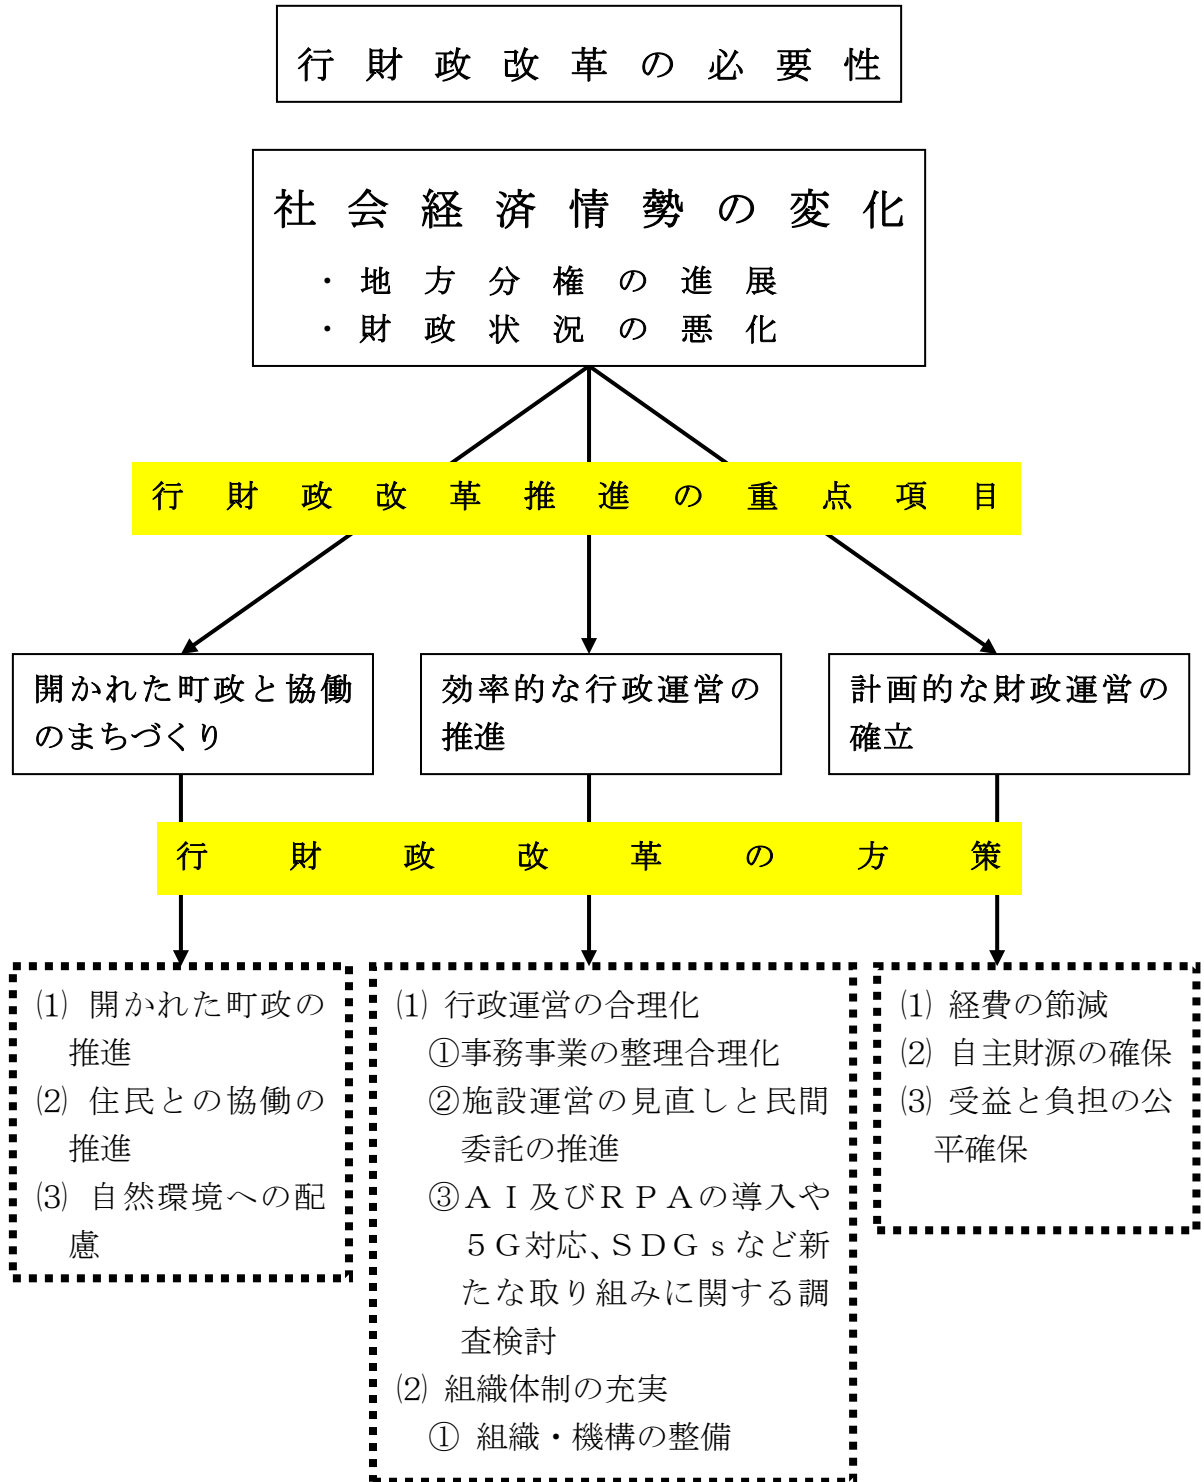 行財政改革の必要性
社会経済情勢の変化
・地方分権の進展
・財政状況の悪化
行財政改革推進の重点項目
開かれた町政と協働
のまちづくり
効率的な行政運営の
推進
計画的な財政運営の
確立
行財政改革の方策
⑴ 開かれた町政の
推進
⑵ 住民との協働の
推進
⑶ 自然環境への配
慮
⑴ 行政運営の合理化
①事務事業の整理合理化
②施設運営の見直しと民間
委託の推進
③ＡＩ及びＲＰＡの導入や
５Ｇ対応、ＳＤＧｓなど新
たな取り組みに関する調
査検討
⑵ 組織体制の充実
① 組織・機構の整備
⑴ 経費の節減
⑵ 自主財源の確保
⑶ 受益と負担の公
平確保